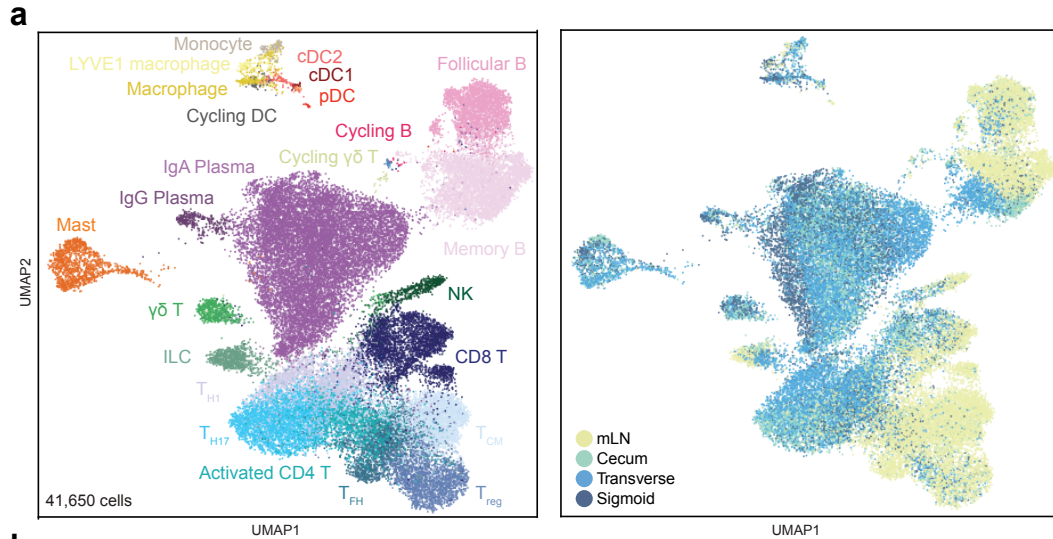 a
Monocyte
LYVE1 macrophage
Macrophage
Cycling DC
cDC2
cDC1
pDC
Follicular B
Cycling B
Cycling γδ T
IgA Plasma
IgG Plasma
Mast
Memory B
NK
γδ T
ILC
CD8 T
TH1
TH17
TCM
Activated CD4 T
TFH
Treg
41,650 cells
UMAP2
UMAP1
mLN
Cecum
Transverse
Sigmoid
UMAP1